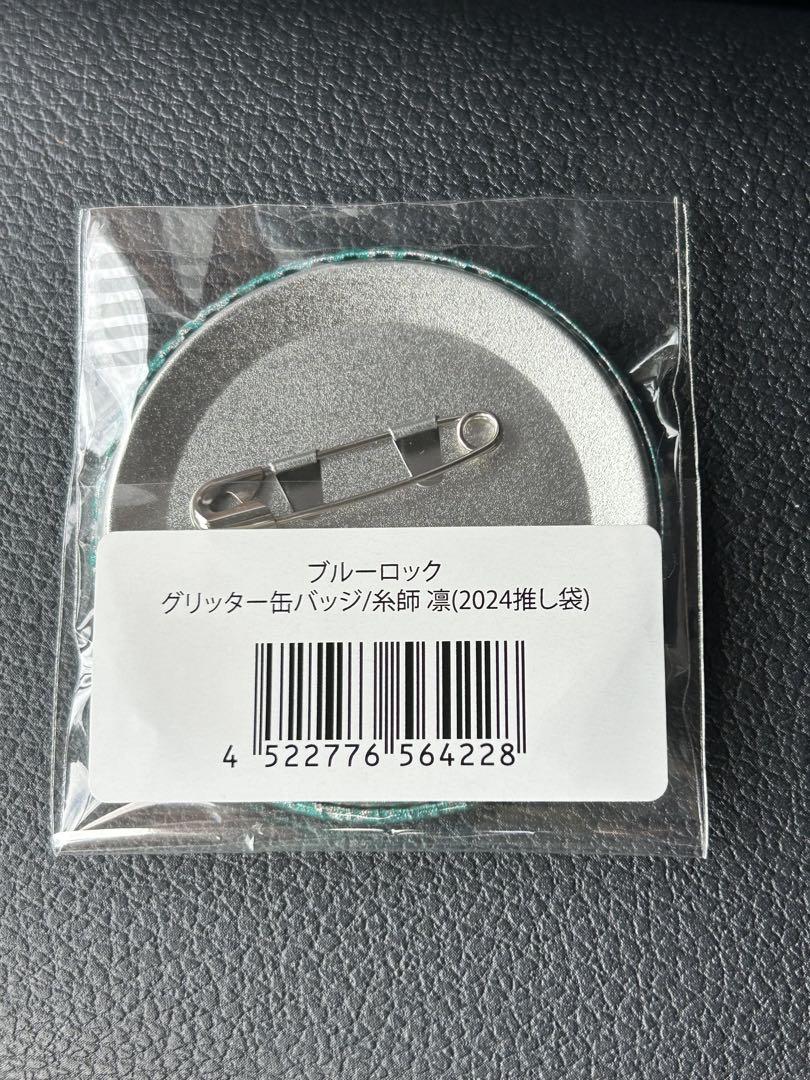 ブルーロック
グリッター缶バッジ/糸師 凛(2024推し袋)
4 522776 564228